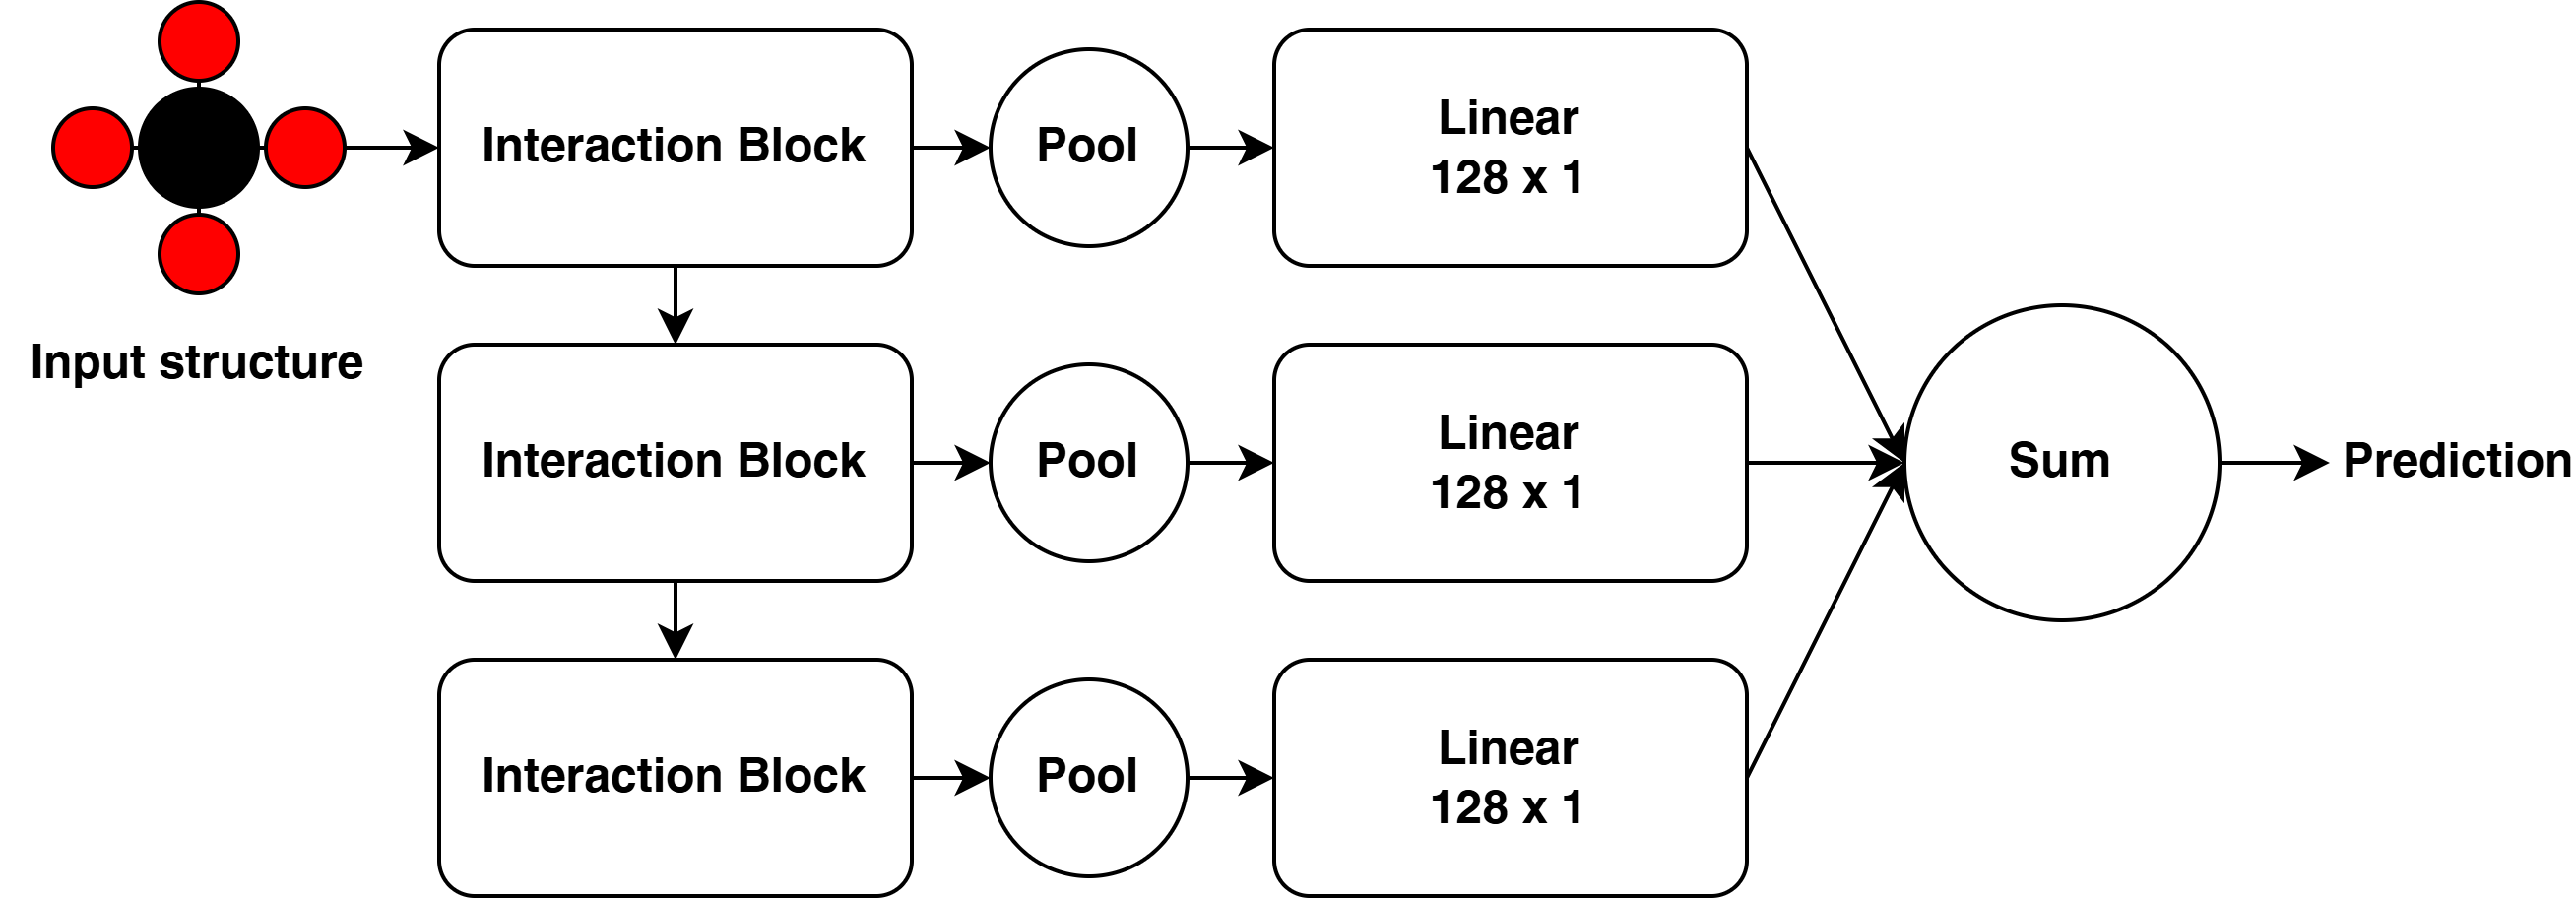 Interaction Block
Pool
Linear
128 x 1
Input structure
Interaction Block
Pool
Linear
128 x 1
Sum
Prediction
Interaction Block
Pool
Linear
128 x 1